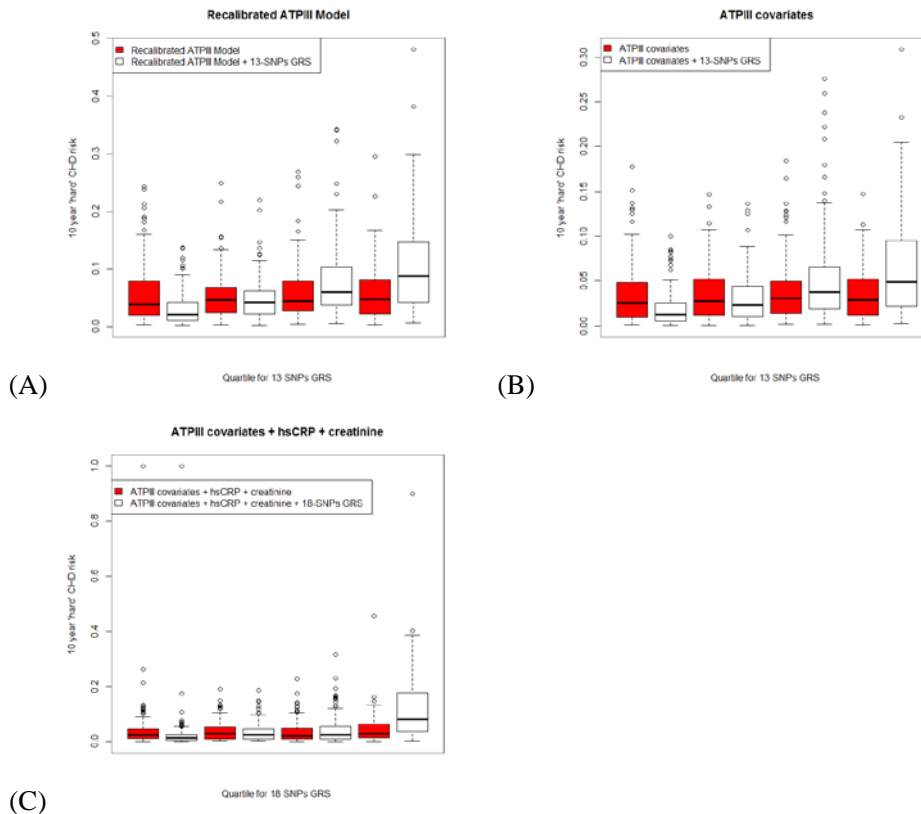 Recalibrated ATPIII Model
Recalibrated ATPIII Model
Recalibrated ATPIII Model + 13-SNPs GRS
10 year 'hard' CHD risk
0.5
0.4
0.3
0.2
0.1
0.0
Quartile for 13 SNPs GRS
(A)
ATPIII covariates
ATPIII covariates
ATPIII covariates + 13-SNPs GRS
10 year 'hard' CHD risk
0.30
0.25
0.20
0.15
0.10
0.05
0.00
Quartile for 13 SNPs GRS
(B)
ATPIII covariates + hsCRP + creatinine
ATPIII covariates + hsCRP + creatinine
ATPIII covariates + hsCRP + creatinine + 18-SNPs GRS
10 year 'hard' CHD risk
1.0
0.8
0.6
0.4
0.2
0.0
Quartile for 18 SNPs GRS
(C)